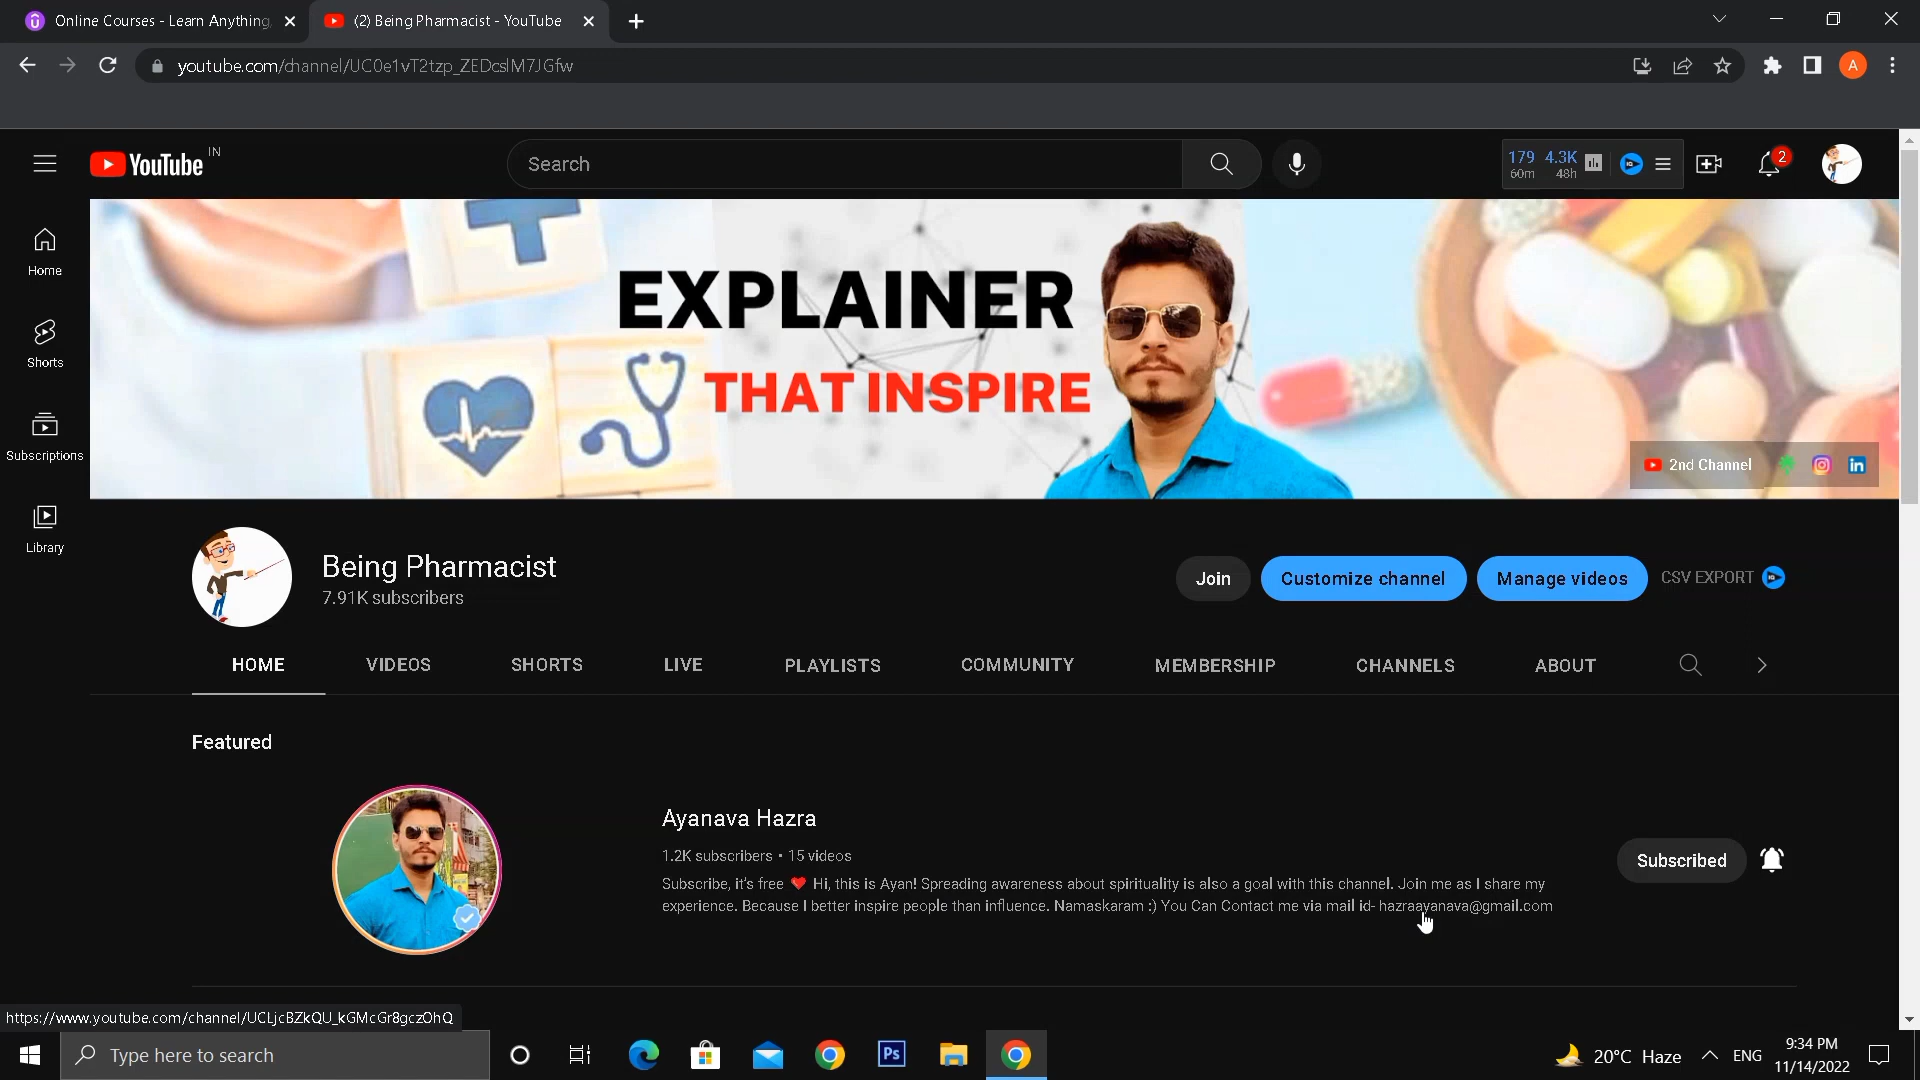 Online Courses - Learn Anything,
(2) Being Pharmacist - YouTube
youtube.com/channel/UC0e1vT2tzp_ZEDcslM7JGfw
A
YouTube IN
Search
179 4.3K
60m 48h
2
Home
Shorts
Subscriptions
Library
EXPLAINER
THAT INSPIRE
2nd Channel
Being Pharmacist
7.91K subscribers
Join
Customize channel
Manage videos
CSV EXPORT
HOME
VIDEOS
SHORTS
LIVE
PLAYLISTS
COMMUNITY
MEMBERSHIP
CHANNELS
ABOUT
Featured
Ayanava Hazra
1.2K subscribers • 15 videos
Subscribe, it's free ❤ Hi, this is Ayan! Spreading awareness about spirituality is also a goal with this channel. Join me as I share my
experience. Because I better inspire people than influence. Namaskaram :) You Can Contact me via mail id- hazraayanava@gmail.com
Subscribed
https://www.youtube.com/channel/UCLjcBZkQU_kGMcGr8gczOhQ
Type here to search
Ps
20°C Haze
ENG
9:34 PM
11/14/2022